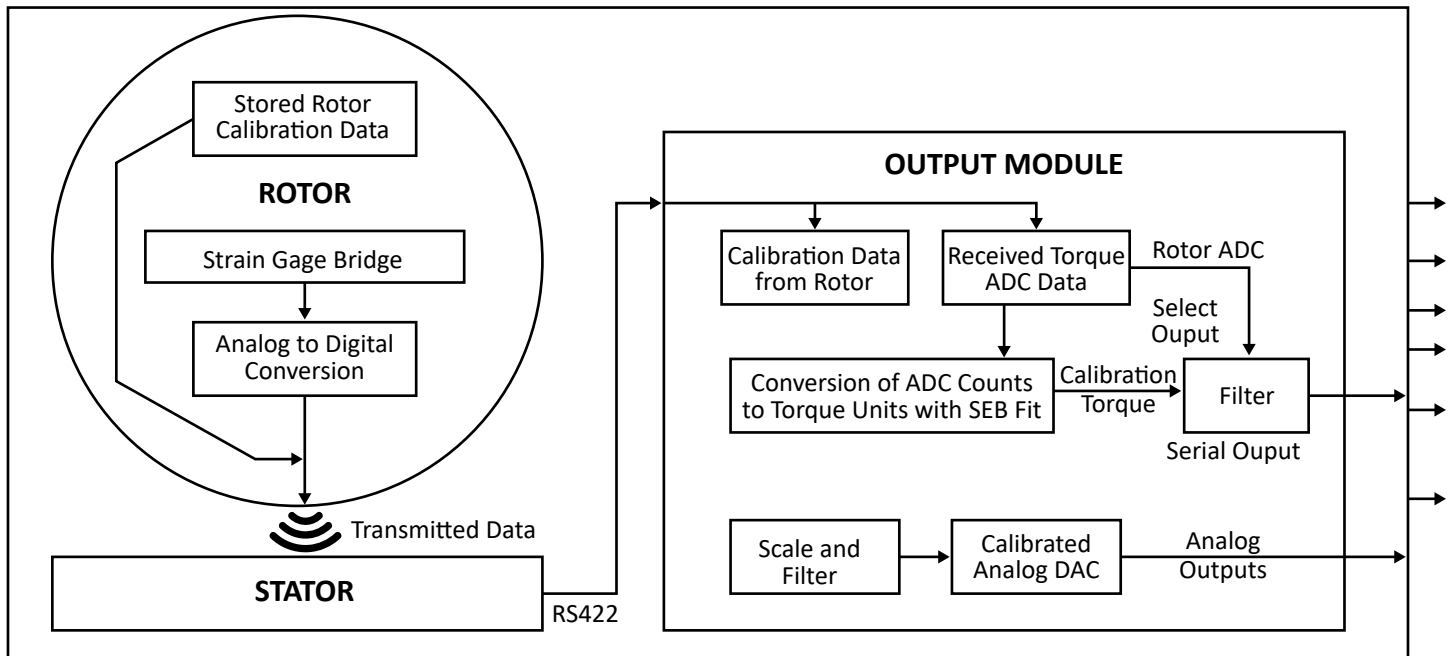 Stored Rotor
Calibration Data
ROTOR
Strain Gage Bridge
Analog to Digital
Conversion
Transmitted Data
STATOR
RS422
OUTPUT MODULE
Calibration Data
from Rotor
Received Torque
ADC Data
Rotor ADC
Select
Ouput
Conversion of ADC Counts
to Torque Units with SEB Fit
Calibration
Torque
Filter
Serial Ouput
Scale and
Filter
Calibrated
Analog DAC
Analog
Outputs